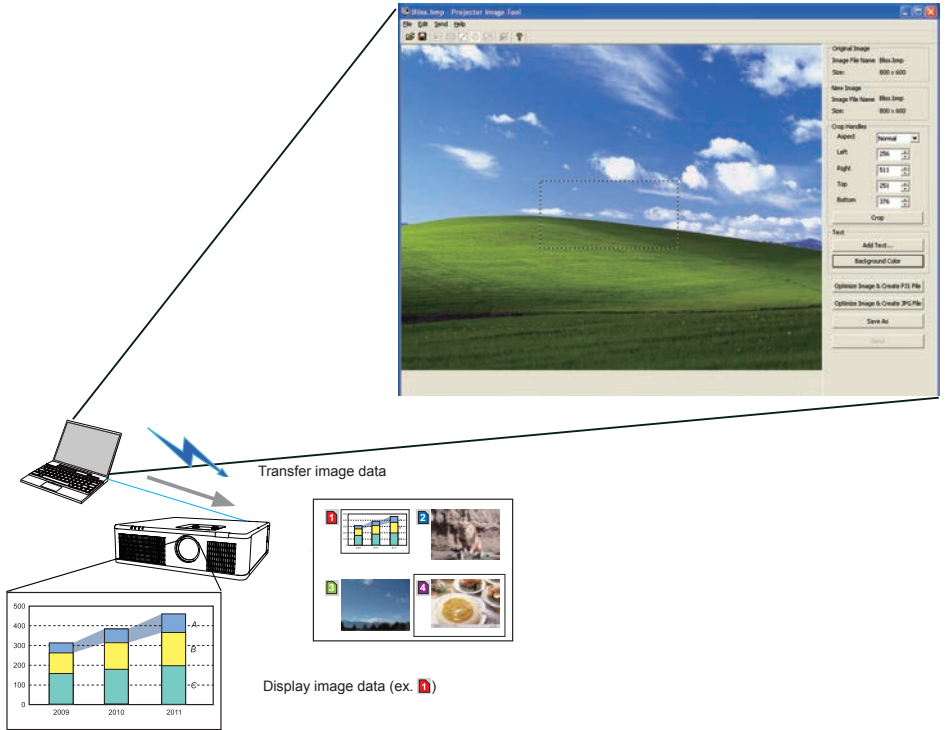 Bliss.bmp - Projector Image Tool
File Edit Send Help
Original Image
Image File Name Bliss.bmp
Size: 800 x 600
New Image
Image File Name Bliss.bmp
Size: 800 x 600
Crop Handles
Aspect Normal
Left 256
Right 511
Top 251
Bottom 376
Crop
Text
Add Text...
Background Color
Optimize Image & Create PJ1 File
Optimize Image & Create JPG File
Save As
Send
Transfer image data
1
2
3
4
500
400
300
200
100
0
A
B
C
2009 2010 2011
Display image data (ex. 1)